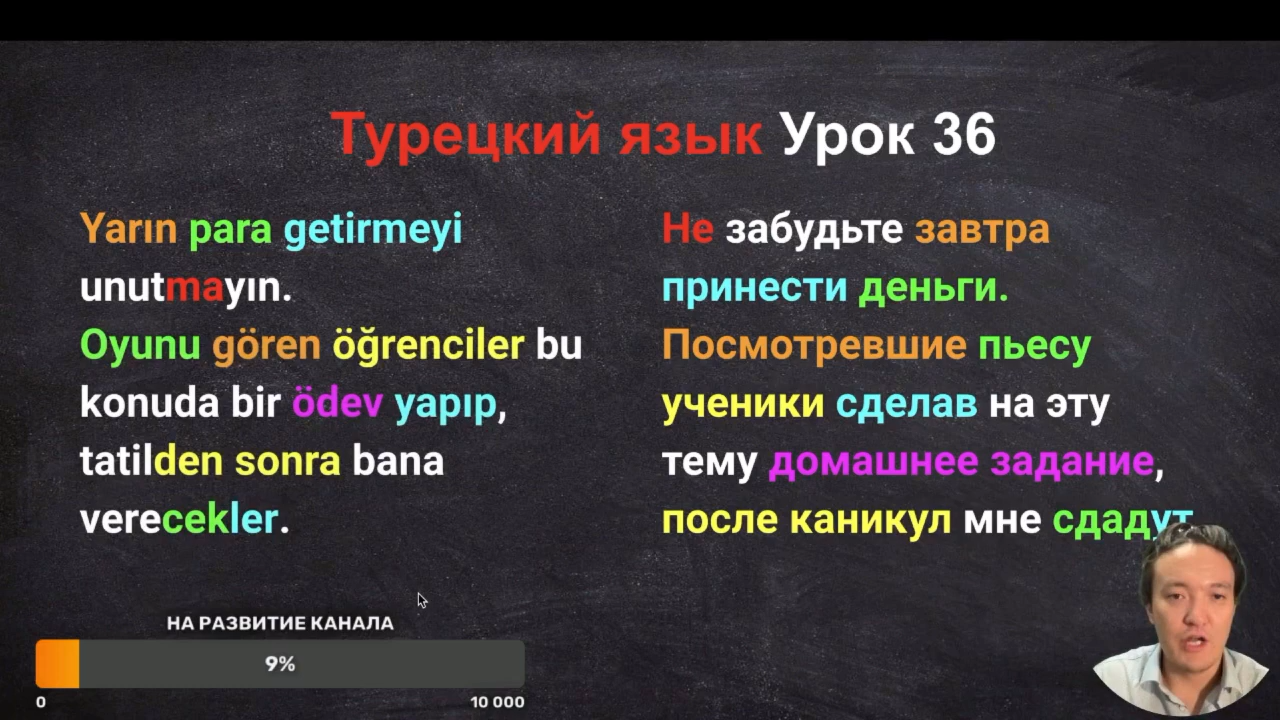 Турецкий язык Урок 36
Yarın para getirmeyi
unutmayın.
Oyunu gören öğrenciler bu
konuda bir ödev yapıp,
tatilden sonra bana
verecekler.
Не забудьте завтра
принести деньги.
Посмотревшие пьесу
ученики сделав на эту
тему домашнее задание,
после каникул мне сдадут
НА РАЗВИТИЕ КАНАЛА
9%
0
10 000